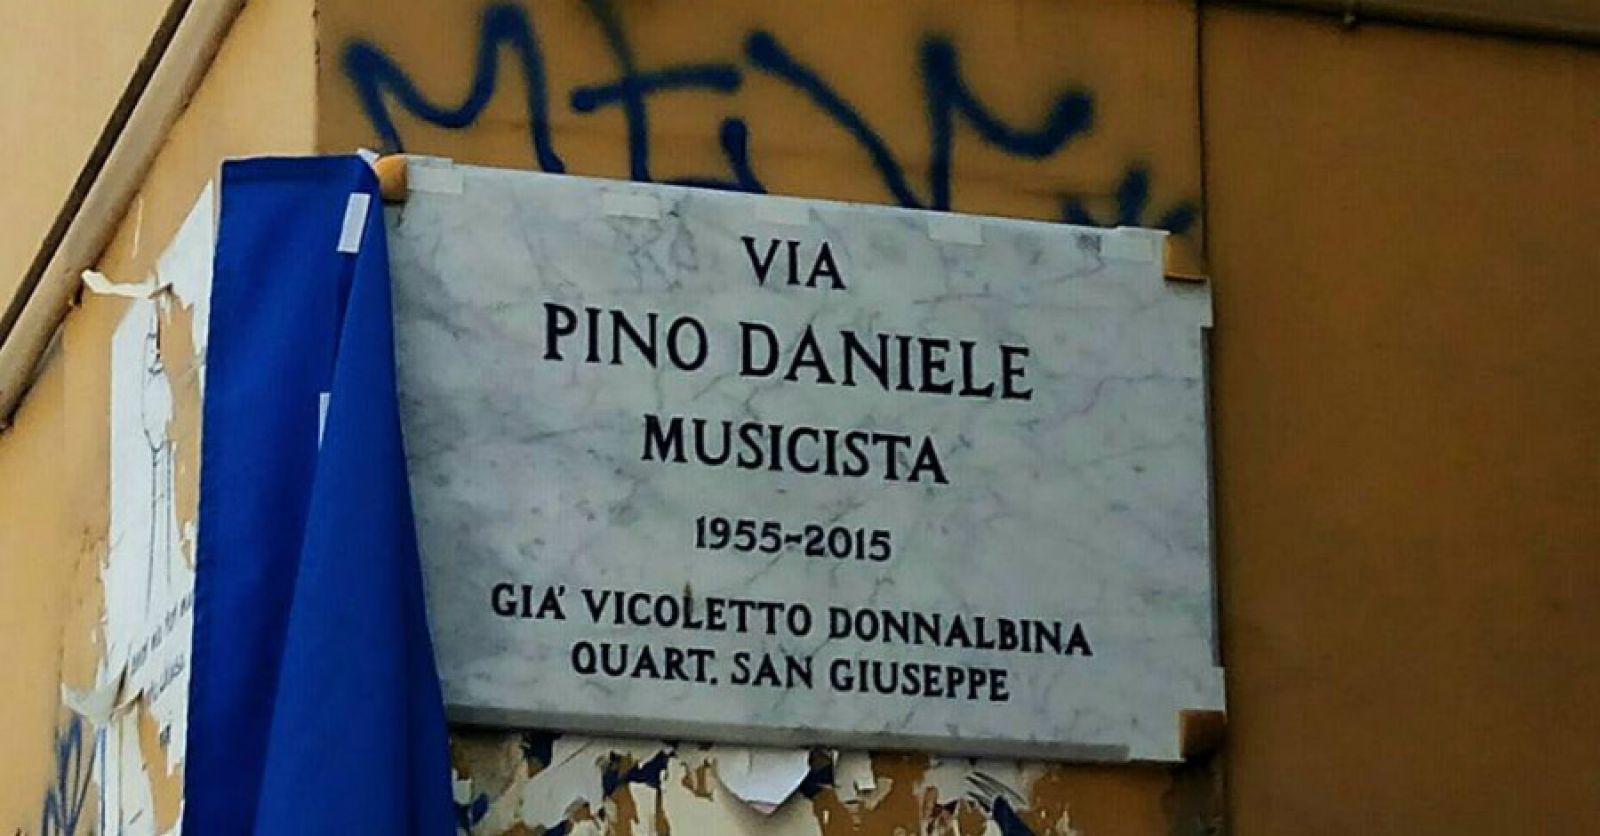 VIA
PINO DANIELE
MUSICISTA
1955-2015
GIA' VICOLETTO DONNALBINA
QUART. SAN GIUSEPPE